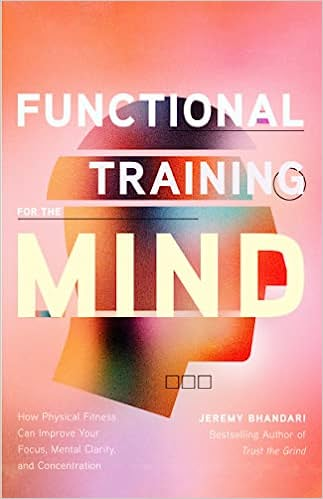 FUNCTIONAL
TRAINING
FOR THE
MIND
How Physical Fitness
Can Improve Your
Focus, Mental Clarity,
and Concentration
JEREMY BHANDARI
Bestselling Author of
Trust the Grind